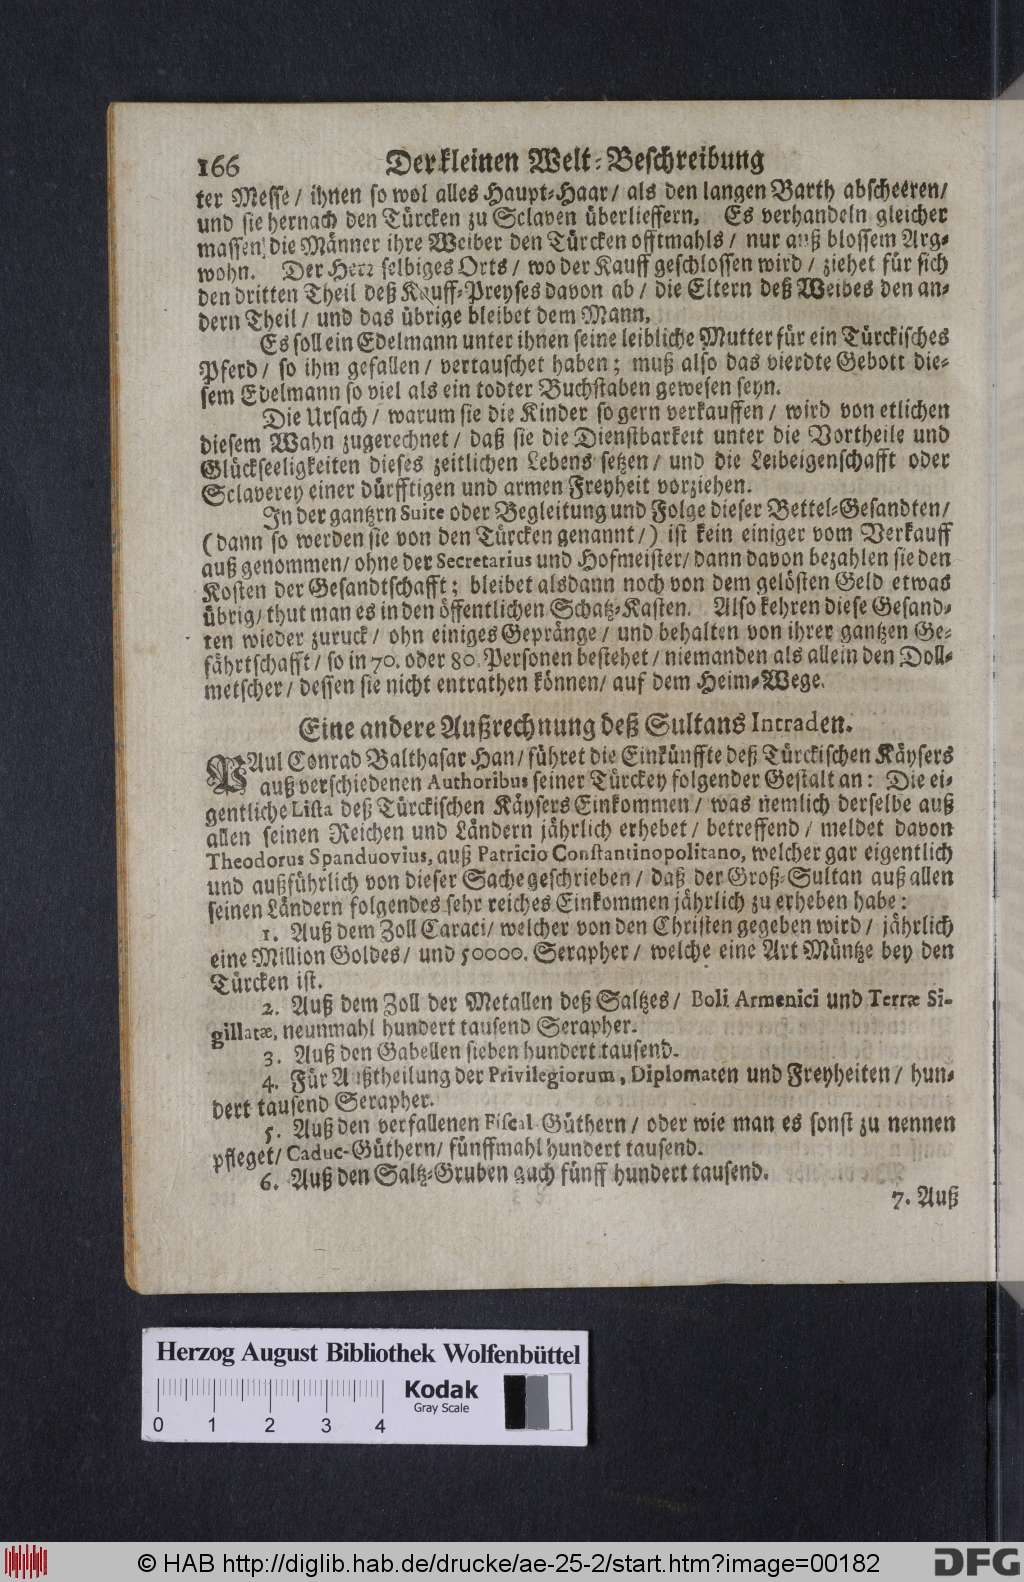 166 Der kleinen Welt-Beschreibung
ter Messe / ihnen so wol alles Haupt-Haar / als den langen Barth abscheeren /
und sie hernach den Türcken zu Sclaven überlieffern. Es verhandeln gleicher
massen die Männer ihre Weiber den Türcken offtmahls / nur auß blossem Arg-
wohn. Der Herr selbiges Orts / wo der Kauff geschlossen wird / ziehet für sich
den dritten Theil deß Kauff-Preyses davon ab / die Eltern deß Weibes den an-
dern Theil / und das übrige bleibet dem Mann.
Es soll ein Edelmann unter ihnen seine leibliche Mutter für ein Türckisches
Pferd / so ihm gefallen / vertauschet haben; muß also das vierdte Gebott die-
sem Edelmann so viel als ein todter Buchstaben gewesen seyn.
Die Ursach / warum sie die Kinder so gern verkauffen / wird von etlichen
diesem Wahn zugerechnet / daß sie die Dienstbarkeit unter die Vortheile und
Glückseeligkeiten dieses zeitlichen Lebens setzen / und die Leibeigenschafft oder
Sclaverey einer dürfftigen und armen Freyheit vorziehen.
In der gantzrn Suite oder Begleitung und Folge dieser Bettel-Gesandten /
(dann so werden sie von den Türcken genannt /) ist kein einiger vom Verkauff
auß genommen / ohne der Secretarius und Hofmeister / dann davon bezahlen sie den
Kosten der Gesandtschafft; bleibet alsdann noch von dem gelösten Geld etwas
übrig / thut man es in den öffentlichen Schatz-Kasten. Also kehren diese Gesand-
ten wieder zuruck / ohn einiges Gepränge / und behalten von ihrer gantzen Ge-
fährtschafft / so in 70. oder 80. Personen bestehet / niemanden als allein den Doll-
metscher / dessen sie nicht entrathen können / auf dem Heim-Wege.
Eine andere Außrechnung deß Sultans Intraden.
PAul Conrad Balthasar Han / führet die Einkünffte deß Türckischen Käysers
auß verschiedenen Authoribus seiner Türckey folgender Gestalt an: Die ei-
gentliche Lista deß Türckischen Käysers Einkommen / was nemlich derselbe auß
allen seinen Reichen und Ländern jährlich erhebet / betreffend / meldet davon
Theodorus Spanduovius, auß Patricio Constantinopolitano, welcher gar eigentlich
und außführlich von dieser Sache geschrieben / daß der Groß-Sultan auß allen
seinen Ländern folgendes sehr reiches Einkommen jährlich zu erheben habe:
1. Auß dem Zoll Caraci / welcher von den Christen gegeben wird / jährlich
eine Million Goldes / und 50000. Serapher / welche eine Art Müntze bey den
Türcken ist.
2. Auß dem Zoll der Metallen deß Saltzes / Boli Armenici und Terræ Si-
gillatæ, neunmahl hundert tausend Serapher.
3. Auß den Gabellen sieben hundert tausend.
4. Für Außtheilung der Privilegiorum, Diplomaten und Freyheiten / hun-
dert tausend Serapher.
5. Auß den verfallenen Fiscal-Güthern / oder wie man es sonst zu nennen
pfleget / Caduc-Güthern / fünffmahl hundert tausend.
6. Auß den Saltz-Gruben auch fünff hundert tausend.
7. Auß
Herzog August Bibliothek Wolfenbüttel
Kodak
Gray Scale
0 1 2 3 4
© HAB http://diglib.hab.de/drucke/ae-25-2/start.htm?image=00182
DFG